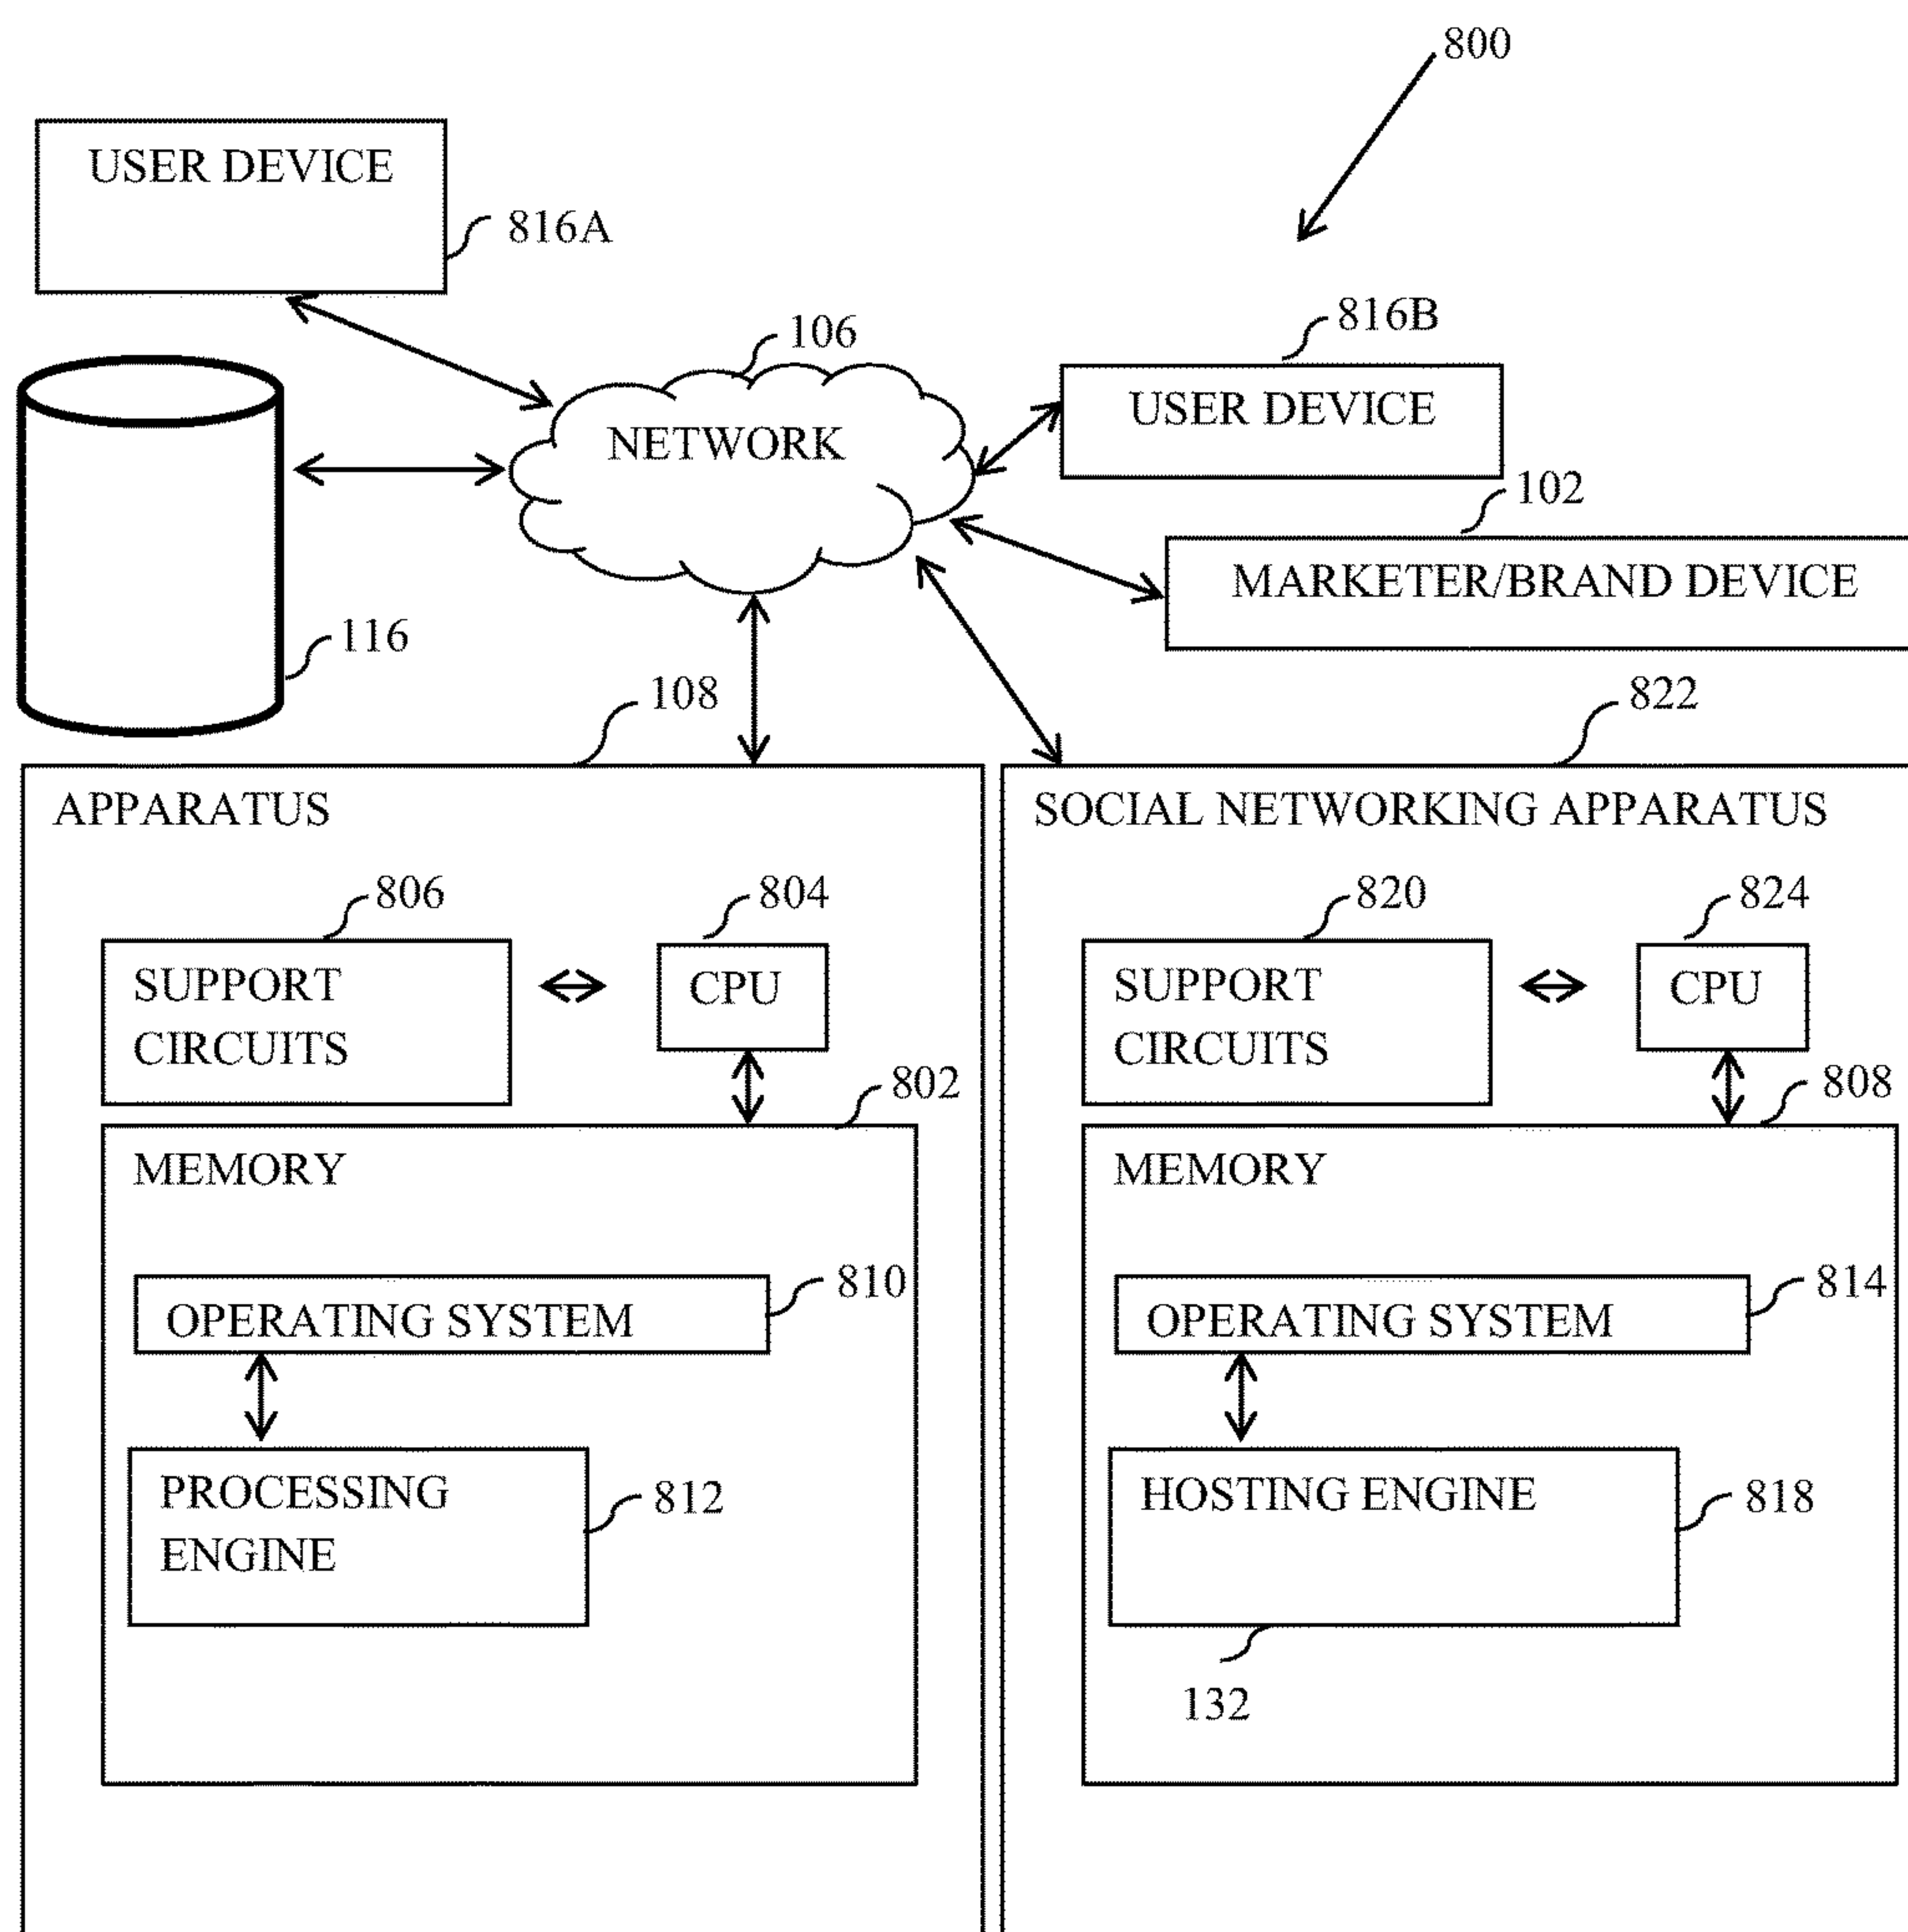 800
USER DEVICE
816A
106
816B
NETWORK
USER DEVICE
102
MARKETER/BRAND DEVICE
116
108
822
APPARATUS
SOCIAL NETWORKING APPARATUS
806
804
820
824
SUPPORT
CIRCUITS
CPU
SUPPORT
CIRCUITS
CPU
802
808
MEMORY
MEMORY
810
814
OPERATING SYSTEM
OPERATING SYSTEM
PROCESSING
ENGINE
812
HOSTING ENGINE
818
132